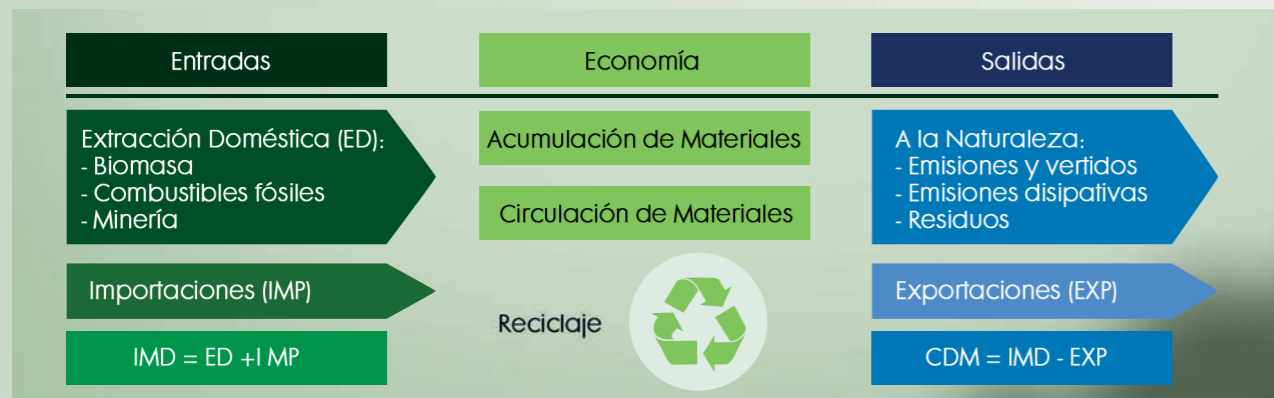 Entradas
Economía
Salidas
Extracción Doméstica (ED):
- Biomasa
- Combustibles fósiles
- Minería
Acumulación de Materiales
Circulación de Materiales
A la Naturaleza:
- Emisiones y vertidos
- Emisiones disipativas
- Residuos
Importaciones (IMP)
Reciclaje
Exportaciones (EXP)
IMD = ED +I MP
CDM = IMD - EXP